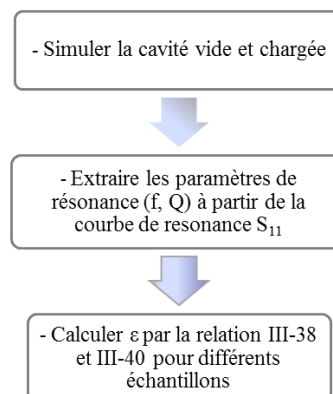 - Simuler la cavité vide et chargée
- Extraire les paramètres de
résonance (f, Q) à partir de la
courbe de resonance S₁₁
- Calculer ε par la relation III-38
et III-40 pour différents
échantillons